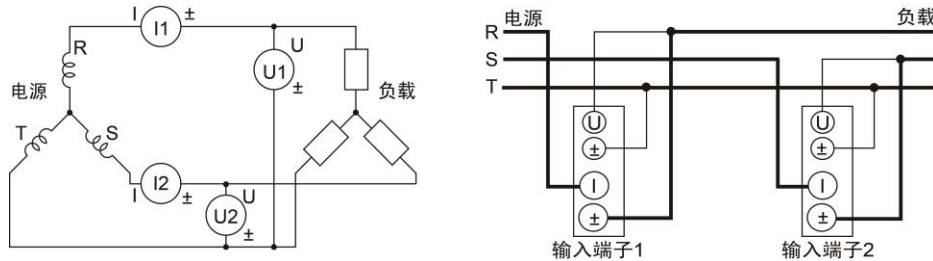 I I1 ±
R
U
U1
±
电源
负载
T S
I I2 ±
U
U2
±
电源 负载
R
S
T
U U
± ±
I I
± ±
输入端子1 输入端子2